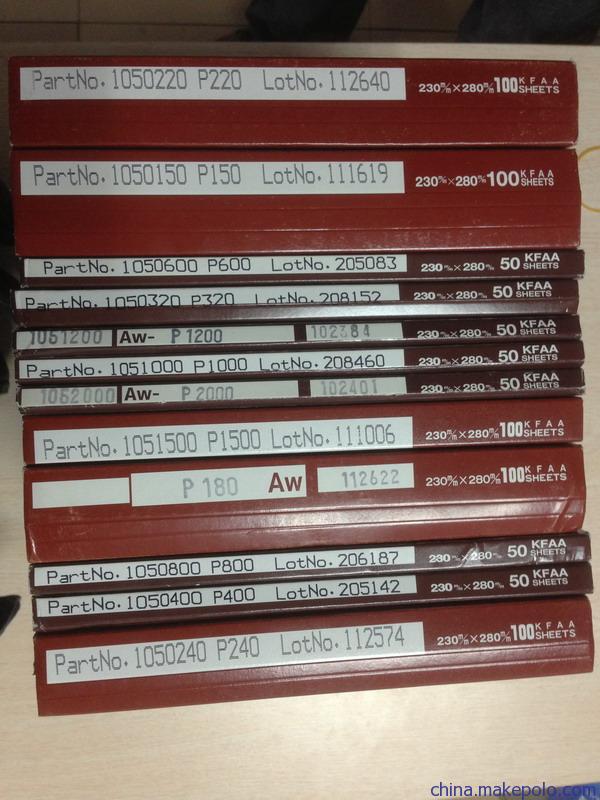 PartNo. 1050220 P220 LotNo. 112640 230㎜×280㎜ 100 KFAA SHEETS
PartNo. 1050150 P150 LotNo. 111619 230㎜×280㎜ 100 KFAA SHEETS
PartNo. 1050600 P600 LotNo. 205083 230㎜×280㎜ 50 KFAA SHEETS
PartNo. 1050320 P320 LotNo. 208152 230㎜×280㎜ 50 KFAA SHEETS
1061200 Aw- P 1200 102384 230㎜×280㎜ 50 KFAA SHEETS
PartNo. 1051000 P1000 LotNo. 208460 230㎜×280㎜ 50 KFAA SHEETS
1062000 Aw- P 2000 102401 230㎜×280㎜ 50 KFAA SHEETS
PartNo. 1051500 P1500 LotNo. 111006 230㎜×280㎜ 100 KFAA SHEETS
P 180 Aw 112622 230㎜×280㎜ 100 KFAA SHEETS
PartNo. 1050800 P800 LotNo. 206187 230㎜×280㎜ 50 KFAA SHEETS
PartNo. 1050400 P400 LotNo. 205142 230㎜×280㎜ 50 KFAA SHEETS
PartNo. 1050240 P240 LotNo. 112574 230㎜×280㎜ 100 KFAA SHEETS
china.makepolo.com